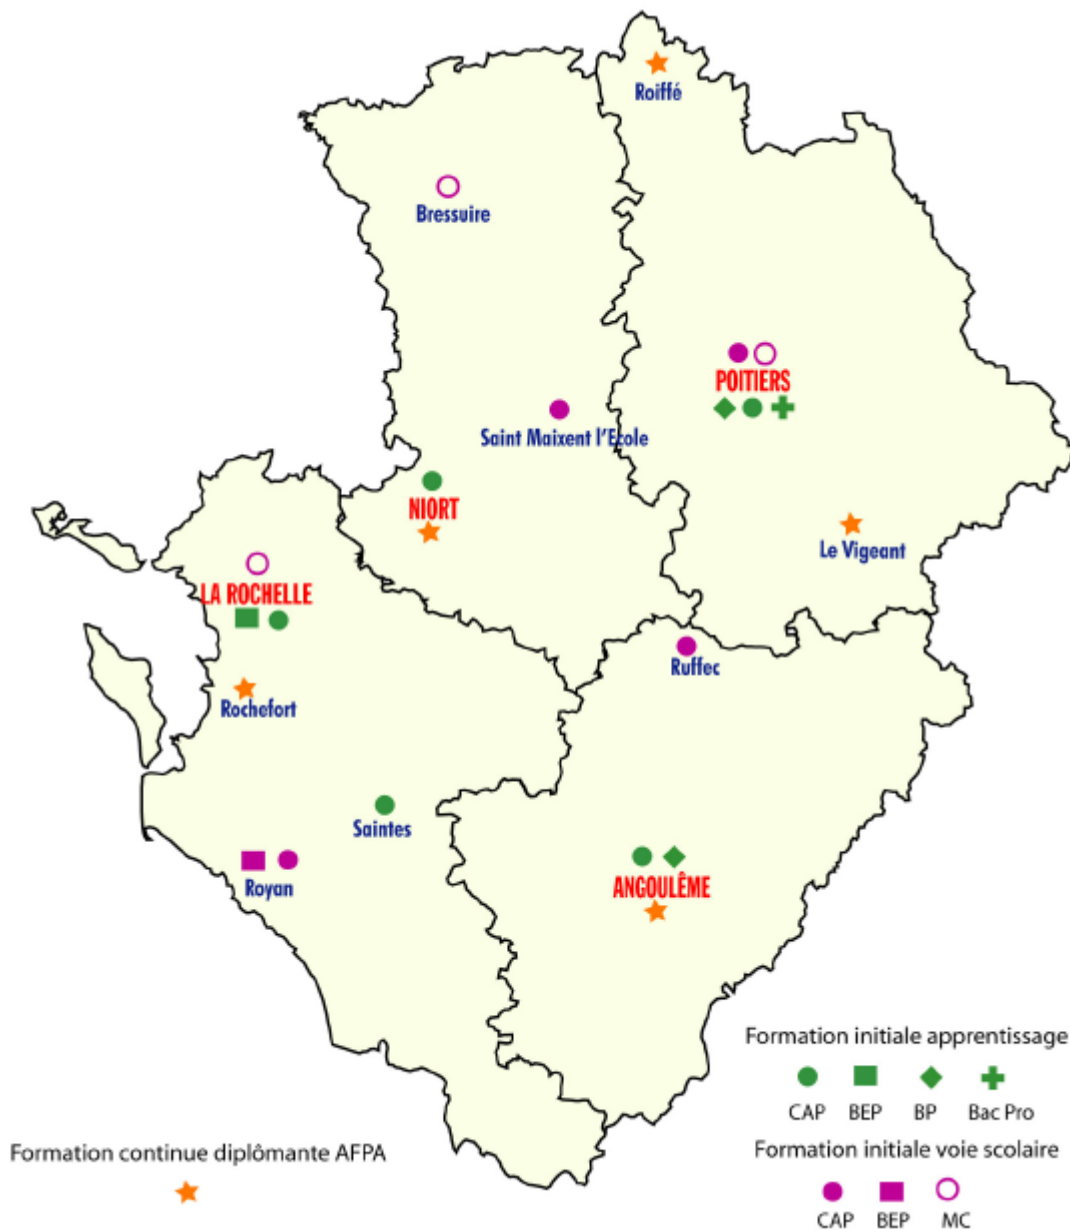 Roiffé
Bressuire
POITIERS
Saint Maixent l'Ecole
NIORT
Le Vigeant
LA ROCHELLE
Ruffec
Rochefort
Saintes
Royan
ANGOULÊME
Formation initiale apprentissage
CAP BEP BP Bac Pro
Formation continue diplômante AFPA
Formation initiale voie scolaire
CAP BEP MC